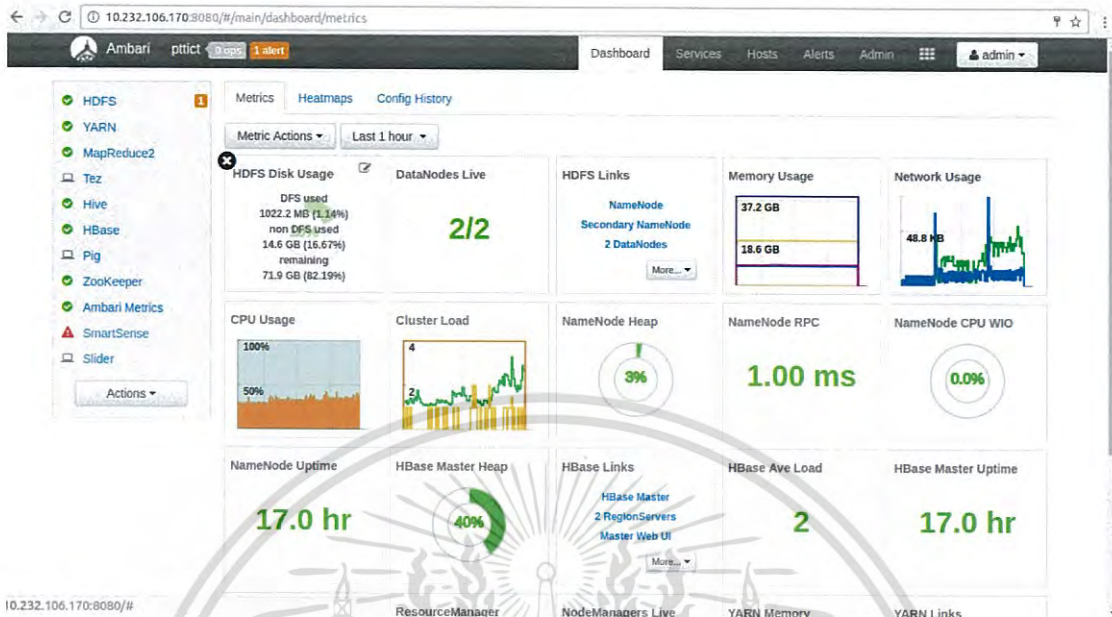 10.232.106.170:8080/#/main/dashboard/metrics
Ambari pttict 0 ops 1 alert
Dashboard Services Hosts Alerts Admin admin
HDFS 1
YARN
MapReduce2
Tez
Hive
HBase
Pig
ZooKeeper
Ambari Metrics
SmartSense
Slider
Actions
Metrics Heatmaps Config History
Metric Actions Last 1 hour
HDFS Disk Usage
DFS used
1022.2 MB (1.14%)
non DFS used
14.6 GB (16.67%)
remaining
71.9 GB (82.19%)
DataNodes Live
2/2
HDFS Links
NameNode
Secondary NameNode
2 DataNodes
More...
Memory Usage
37.2 GB
18.6 GB
Network Usage
48.8 KB
CPU Usage
100%
50%
Cluster Load
4
2
NameNode Heap
3%
NameNode RPC
1.00 ms
NameNode CPU WIO
0.0%
NameNode Uptime
17.0 hr
HBase Master Heap
40%
HBase Links
HBase Master
2 RegionServers
Master Web UI
More...
HBase Ave Load
2
HBase Master Uptime
17.0 hr
ResourceManager
NodeManagers Live
YARN Memory
YARN Links
10.232.106.170:8080/#